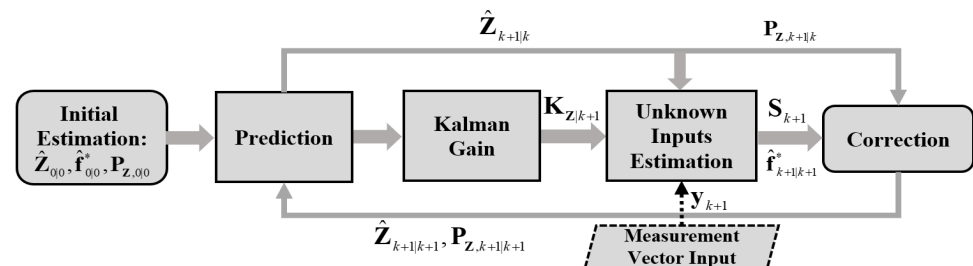 Ẑ_{k+1|k}
P_{Z,k+1|k}
Initial
Estimation:
Ẑ_{0|0}, f̂*_{0|0}, P_{Z,0|0}
Prediction
Kalman
Gain
K_{Z|k+1}
Unknown
Inputs
Estimation
S_{k+1}
f̂*_{k+1|k+1}
Correction
y_{k+1}
Ẑ_{k+1|k+1}, P_{Z,k+1|k+1}
Measurement
Vector Input